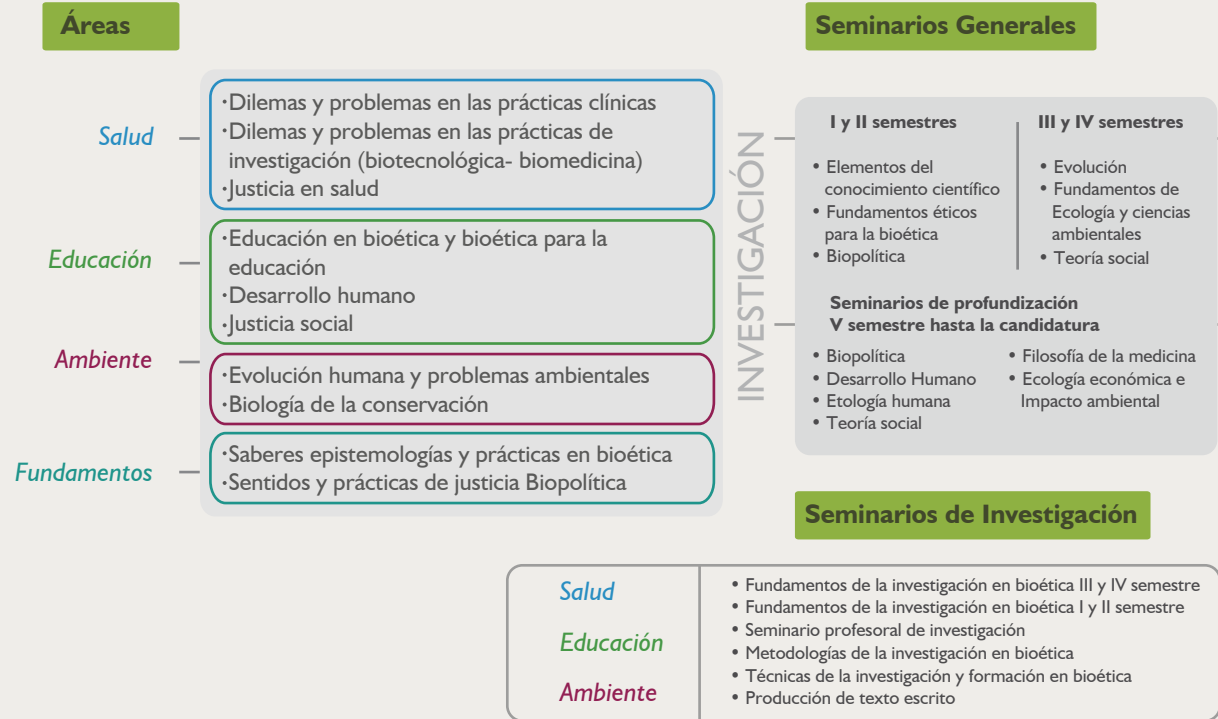 Áreas
Salud
·Dilemas y problemas en las prácticas clínicas
·Dilemas y problemas en las prácticas de
investigación (biotecnológica- biomedicina)
·Justicia en salud
Educación
·Educación en bioética y bioética para la
educación
·Desarrollo humano
·Justicia social
Ambiente
·Evolución humana y problemas ambientales
·Biología de la conservación
Fundamentos
·Saberes epistemologías y prácticas en bioética
·Sentidos y prácticas de justicia Biopolítica
INVESTIGACIÓN
Seminarios Generales
I y II semestres
• Elementos del
conocimiento científico
• Fundamentos éticos
para la bioética
• Biopolítica
III y IV semestres
• Evolución
• Fundamentos de
Ecología y ciencias
ambientales
• Teoría social
Seminarios de profundización
V semestre hasta la candidatura
• Biopolítica
• Desarrollo Humano
• Etología humana
• Teoría social
• Filosofía de la medicina
• Ecología económica e
Impacto ambiental
Seminarios de Investigación
Salud
Educación
Ambiente
• Fundamentos de la investigación en bioética III y IV semestre
• Fundamentos de la investigación en bioética I y II semestre
• Seminario profesoral de investigación
• Metodologías de la investigación en bioética
• Técnicas de la investigación y formación en bioética
• Producción de texto escrito